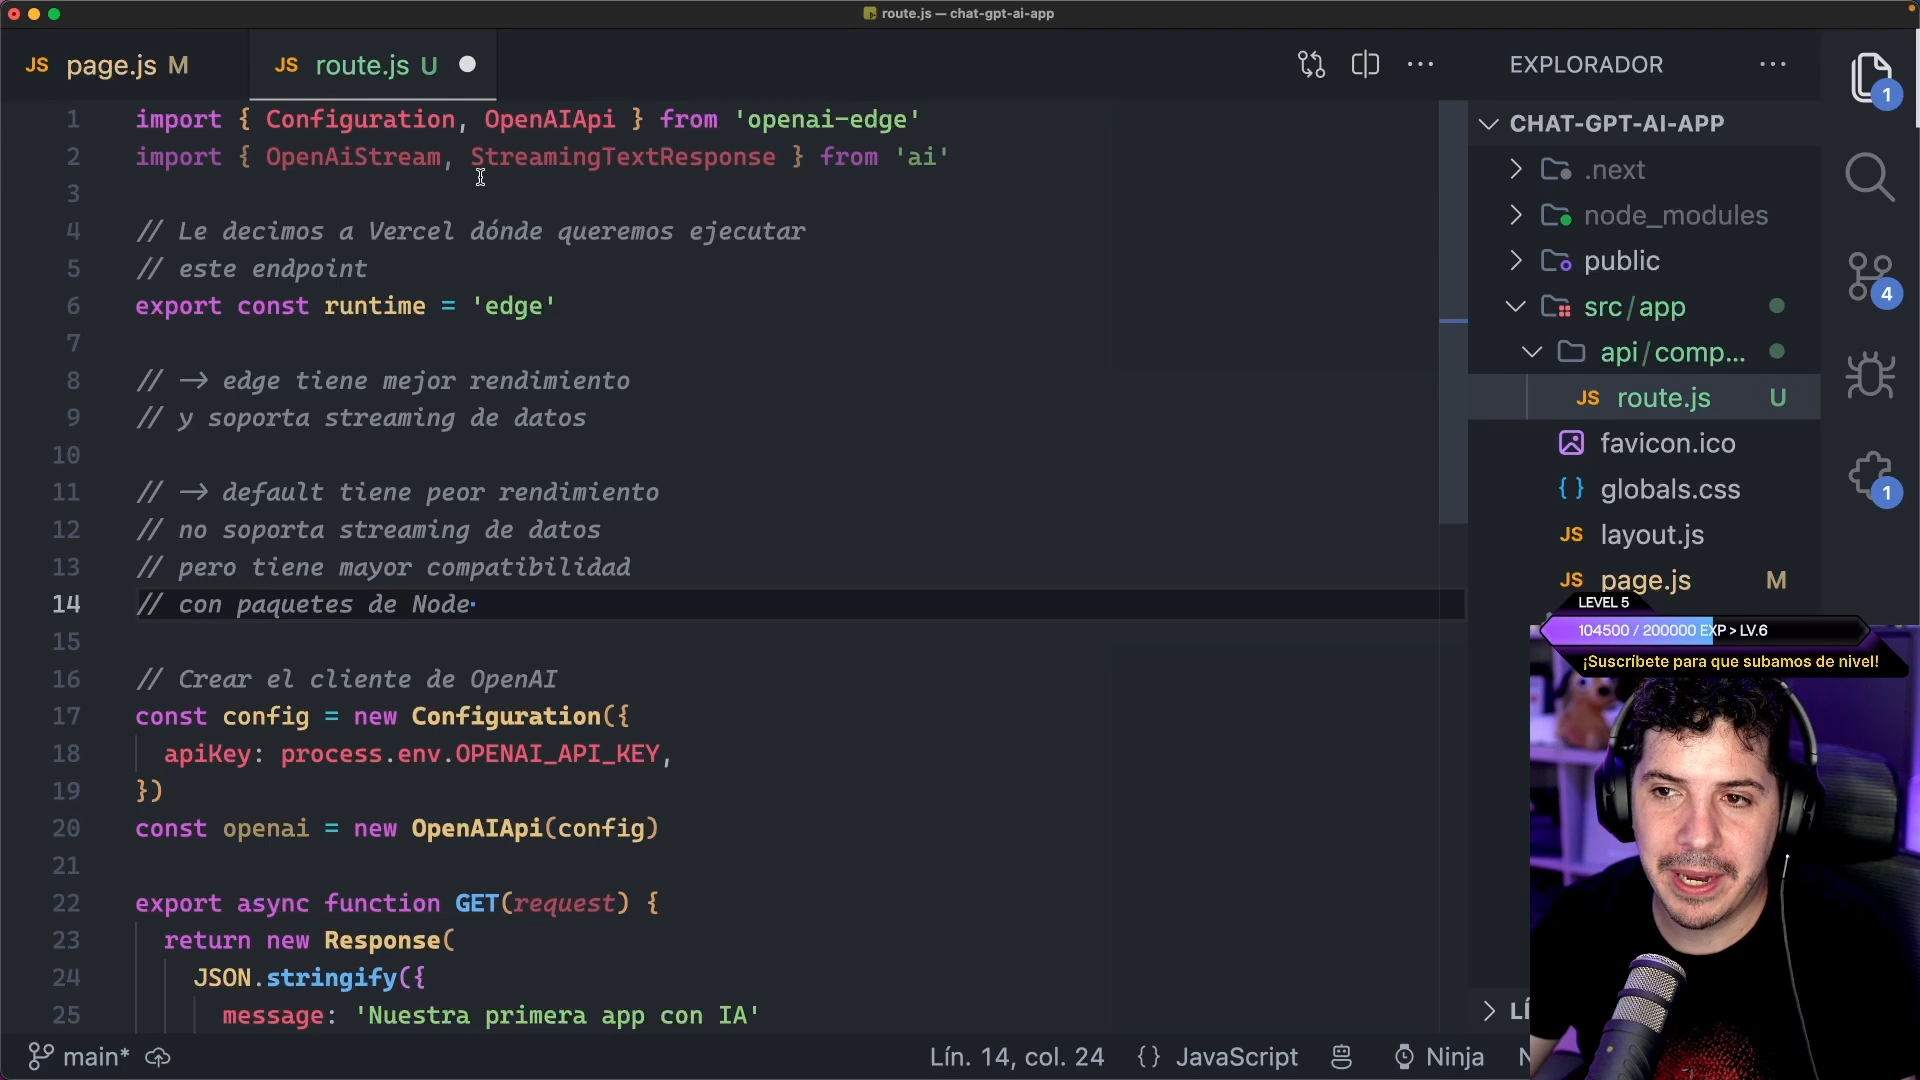 route.js — chat-gpt-ai-app
JS page.js M
JS route.js U
EXPLORADOR
1 import { Configuration, OpenAIApi } from 'openai-edge'
2 import { OpenAiStream, StreamingTextResponse } from 'ai'
3
4 // Le decimos a Vercel dónde queremos ejecutar
5 // este endpoint
6 export const runtime = 'edge'
7
8 // —> edge tiene mejor rendimiento
9 // y soporta streaming de datos
10
11 // —> default tiene peor rendimiento
12 // no soporta streaming de datos
13 // pero tiene mayor compatibilidad
14 // con paquetes de Node
15
16 // Crear el cliente de OpenAI
17 const config = new Configuration({
18 apiKey: process.env.OPENAI_API_KEY,
19 })
20 const openai = new OpenAIApi(config)
21
22 export async function GET(request) {
23 return new Response(
24 JSON.stringify({
25 message: 'Nuestra primera app con IA'
CHAT-GPT-AI-APP
.next
node_modules
public
src/app
api/comp...
JS route.js U
favicon.ico
{ } globals.css
JS layout.js
JS page.js M
LÍ
1
4
1
LEVEL 5
104500 / 200000 EXP > LV.6
¡Suscríbete para que subamos de nivel!
main*
Lín. 14, col. 24
{ } JavaScript
Ninja
N